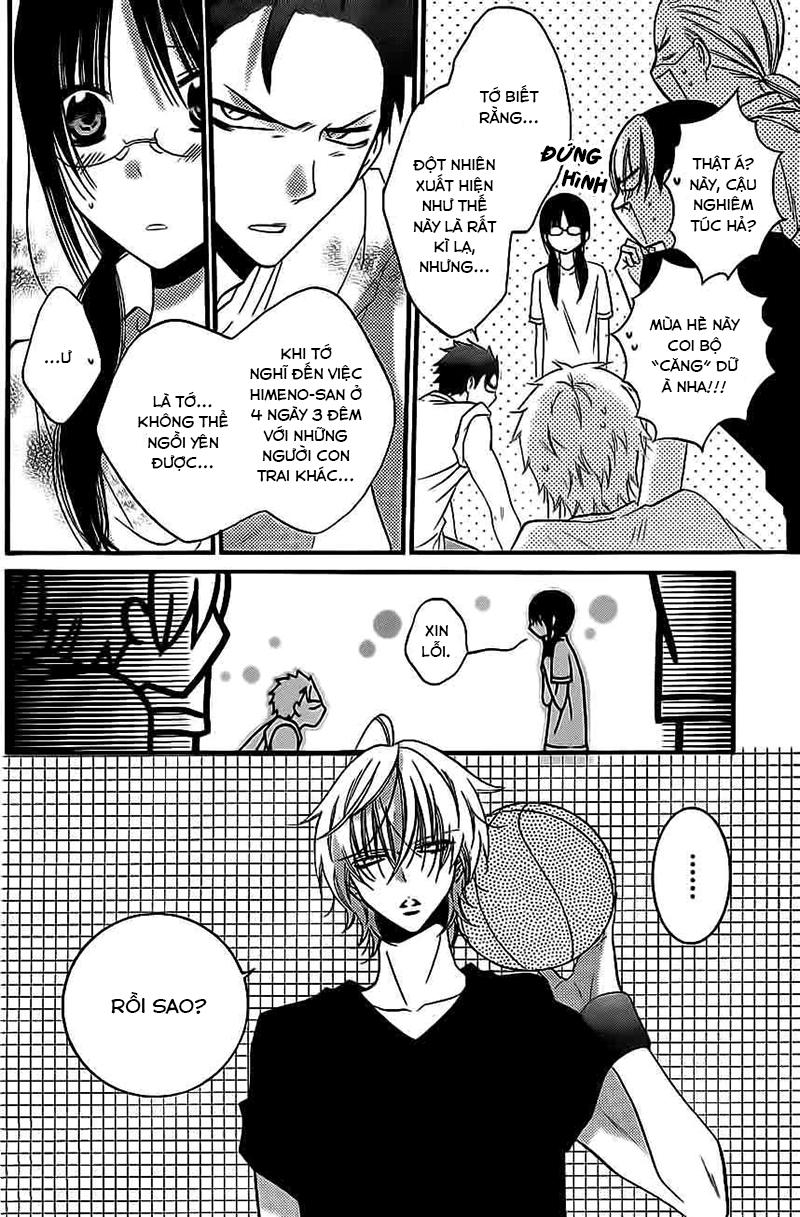 THẬT Á?
NÀY, CẬU
NGHIÊM
TÚC HẢ?
MÙA HÈ NÀY
COI BỘ
"CĂNG" DỮ
À NHA!!!
ĐỨNG
HÌNH
TỚ BIẾT
RẰNG...
ĐỘT NHIÊN
XUẤT HIỆN
NHƯ THẾ
NÀY LÀ RẤT
KÌ LẠ,
NHƯNG...
KHI TỚ
NGHĨ ĐẾN VIỆC
HIMENO-SAN Ở
4 NGÀY 3 ĐÊM
VỚI NHỮNG
NGƯỜI CON
TRAI KHÁC...
LÀ TỚ...
KHÔNG THỂ
NGỒI YÊN
ĐƯỢC...
...Ư
XIN
LỖI.
......
RỒI SAO?